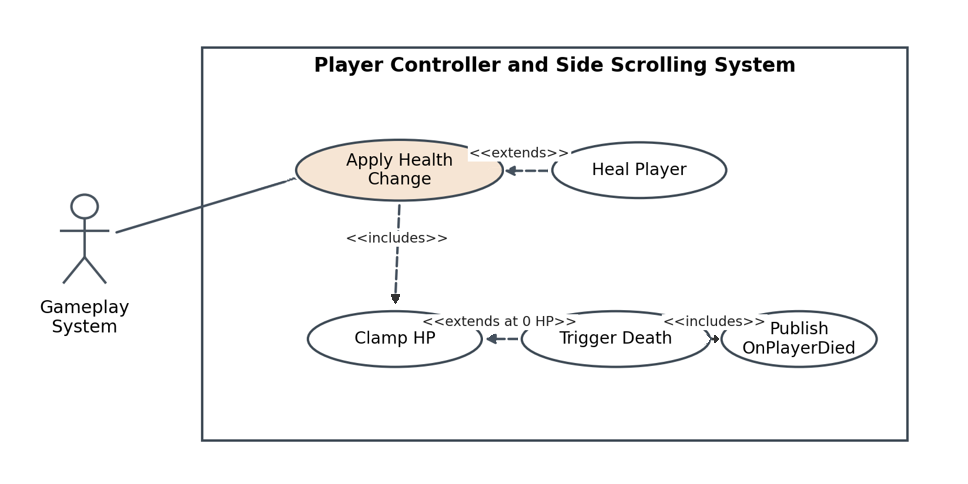 Player Controller and Side Scrolling System
Apply Health
Change
<<extends>>
Heal Player
<<includes>>
Gameplay
System
Clamp HP
<<extends at 0 HP>>
Trigger Death
<<includes>>
Publish
OnPlayerDied